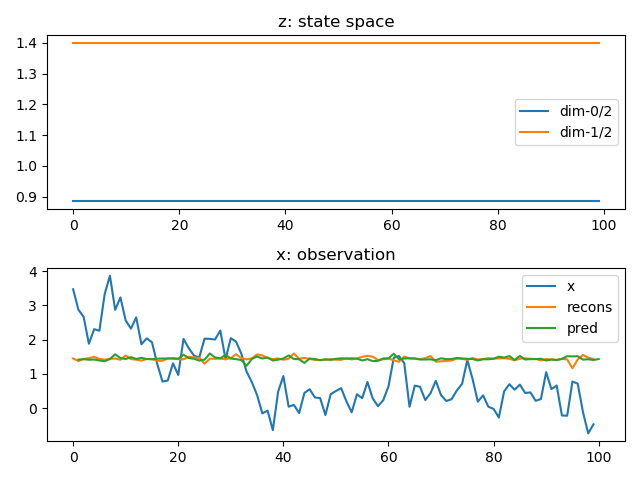 z: state space
1.4
1.3
1.2
1.1
1.0
0.9
dim-0/2
dim-1/2
0 20 40 60 80 100
x: observation
4
3
2
1
0
x
recons
pred
0 20 40 60 80 100